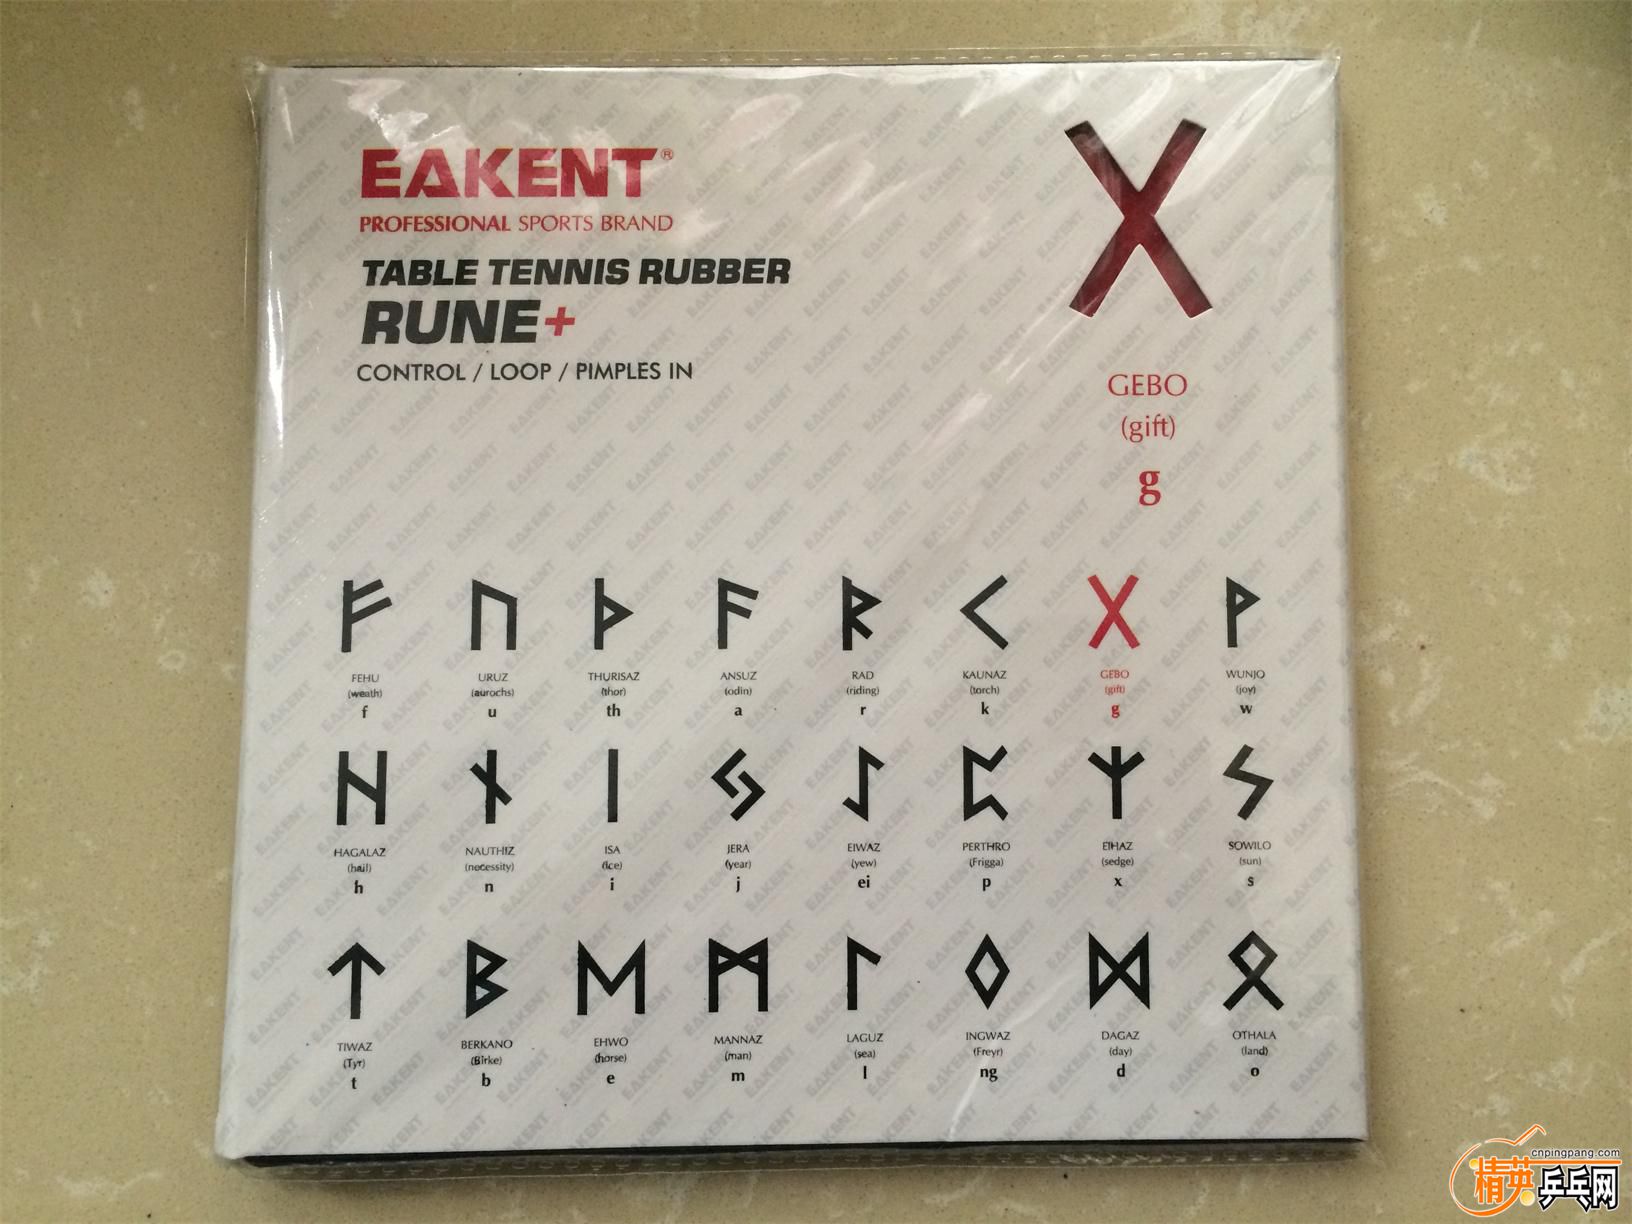 EAKENT®
PROFESSIONAL SPORTS BRAND
TABLE TENNIS RUBBER
RUNE+
CONTROL / LOOP / PIMPLES IN
GEBO
(gift)
g
ᚠ ᚢ ᚦ ᚨ ᚱ ᚲ ᚷ ᚹ
FEHU URUZ THURISAZ ANSUZ RAD KAUNAZ GEBO WUNJO
(weath) (aurochs) (thor) (odin) (riding) (torch) (gift) (joy)
f u th a r k g w
ᚺ ᚾ ᛁ ᛃ ᛇ ᛈ ᛉ ᛊ
HAGALAZ NAUTHIZ ISA JERA EIWAZ PERTHRO EIHAZ SOWILO
(hail) (necessity) (Ice) (year) (yew) (Frigga) (sedge) (sun)
h n i j ei p x s
ᛏ ᛒ ᛖ ᛗ ᛚ ᛜ ᛞ ᛟ
TIWAZ BERKANO EHWO MANNAZ LAGUZ INGWAZ DAGAZ OTHALA
(Tyr) (Birke) (horse) (man) (sea) (Freyr) (day) (land)
t b e m l ng d o
cnpingpang.com
精英乒乓网